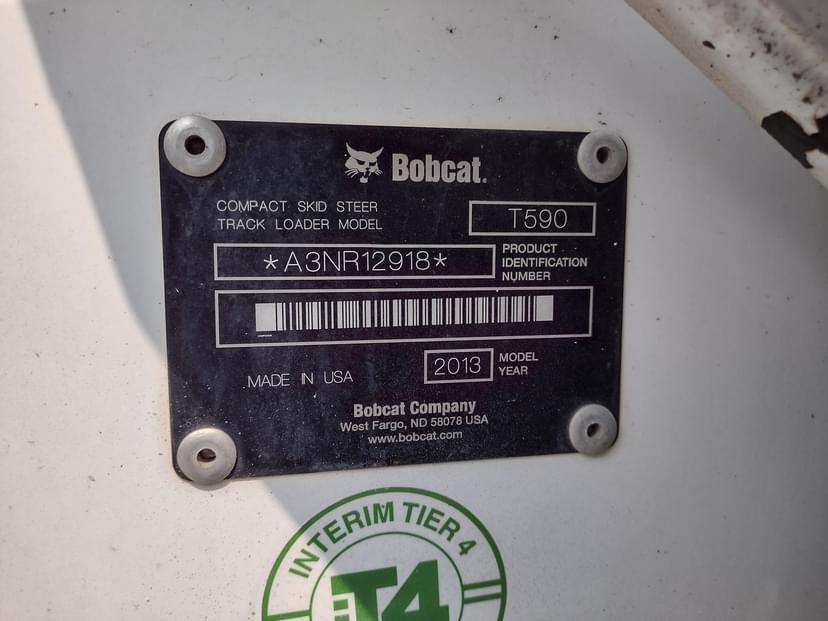 Bobcat.
COMPACT SKID STEER
TRACK LOADER MODEL
T590
*A3NR12918*
PRODUCT
IDENTIFICATION
NUMBER
MADE IN USA
2013
MODEL
YEAR
Bobcat Company
West Fargo, ND 58078 USA
www.bobcat.com
INTERIM TIER 4
T4